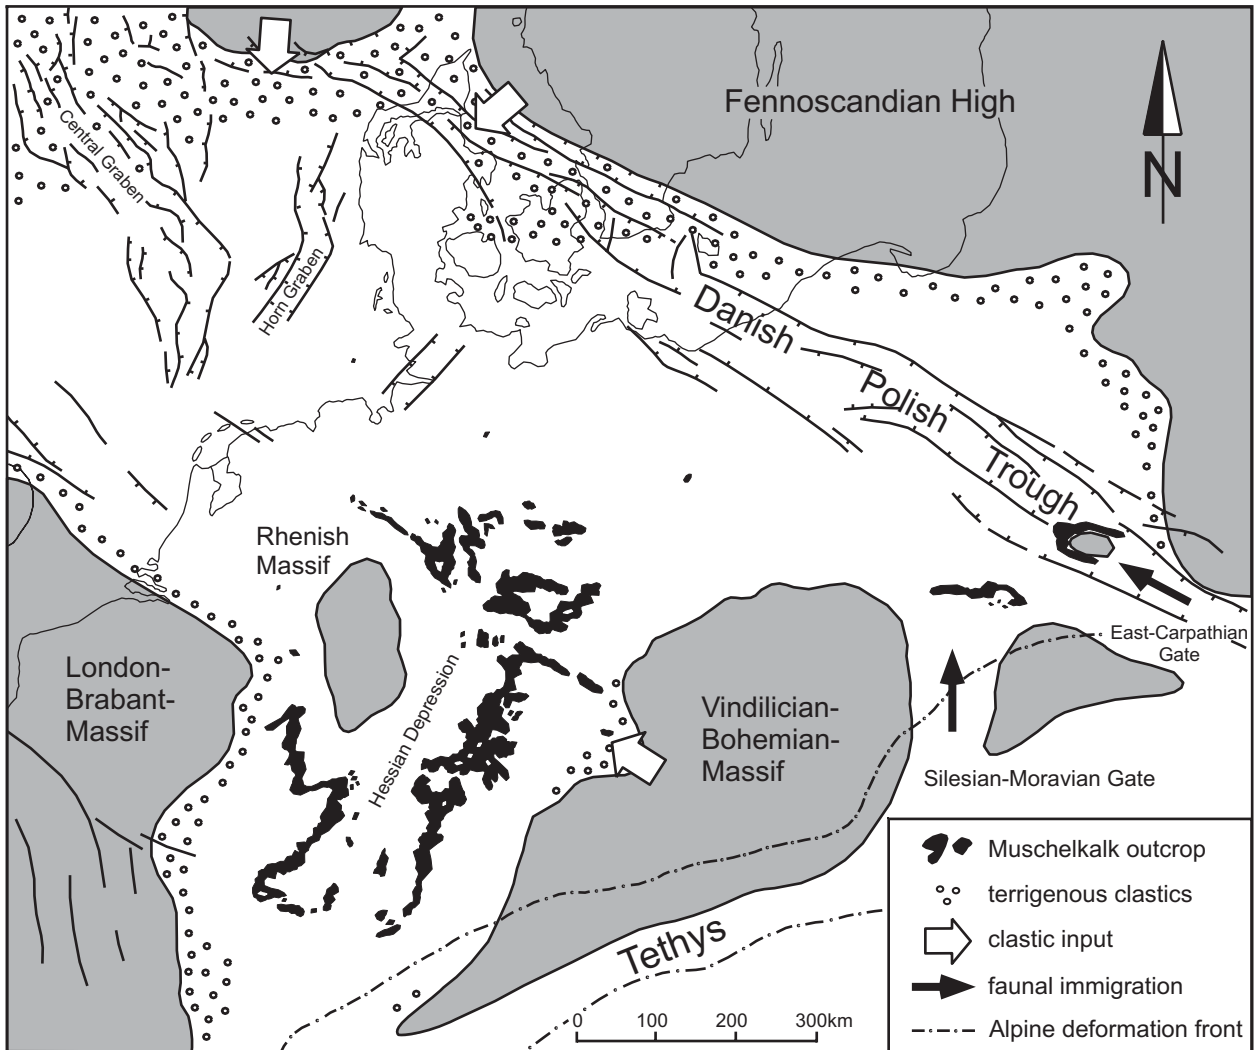 Fennoscandian High
N
Central Graben
Horn Graben
Danish
Polish
Trough
Rhenish
Massif
East-Carpathian
Gate
London-
Brabant-
Massif
Hessian Depression
Vindilician-
Bohemian-
Massif
Silesian-Moravian Gate
Tethys
Muschelkalk outcrop
terrigenous clastics
clastic input
faunal immigration
Alpine deformation front
0 100 200 300km